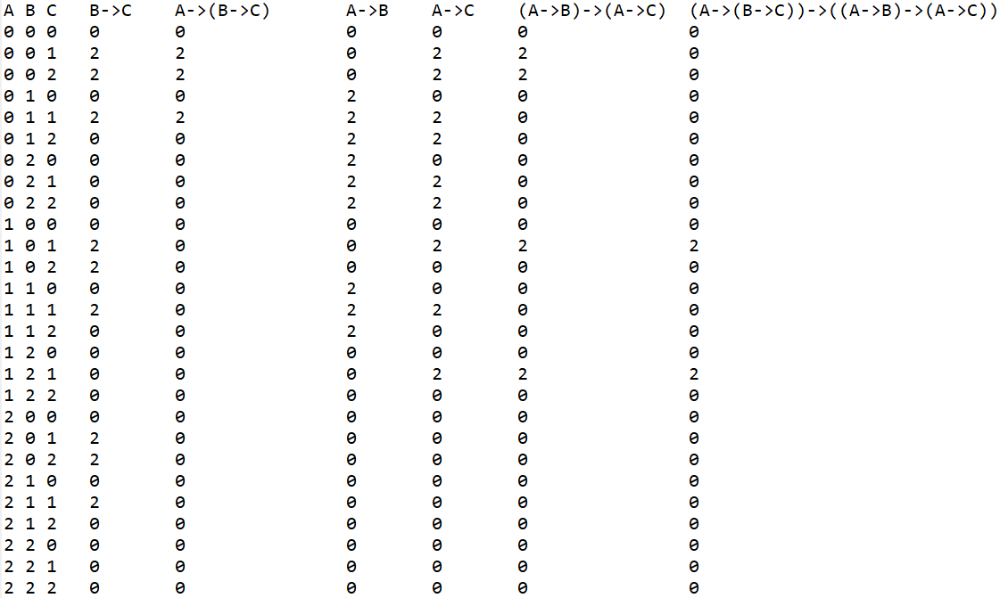 A B C B->C A->(B->C) A->B A->C (A->B)->(A->C) (A->(B->C))->((A->B)->(A->C))
0 0 0 0 0 0 0 0 0
0 0 1 2 2 0 2 2 0
0 0 2 2 2 0 2 2 0
0 1 0 0 0 2 0 0 0
0 1 1 2 2 2 2 0 0
0 1 2 0 0 2 2 0 0
0 2 0 0 0 2 0 0 0
0 2 1 0 0 2 2 0 0
0 2 2 0 0 2 2 0 0
1 0 0 0 0 0 0 0 0
1 0 1 2 0 0 2 2 2
1 0 2 2 0 0 0 0 0
1 1 0 0 0 2 0 0 0
1 1 1 2 0 2 2 0 0
1 1 2 0 0 2 0 0 0
1 2 0 0 0 0 0 0 0
1 2 1 0 0 0 2 2 2
1 2 2 0 0 0 0 0 0
2 0 0 0 0 0 0 0 0
2 0 1 2 0 0 0 0 0
2 0 2 2 0 0 0 0 0
2 1 0 0 0 0 0 0 0
2 1 1 2 0 0 0 0 0
2 1 2 0 0 0 0 0 0
2 2 0 0 0 0 0 0 0
2 2 1 0 0 0 0 0 0
2 2 2 0 0 0 0 0 0